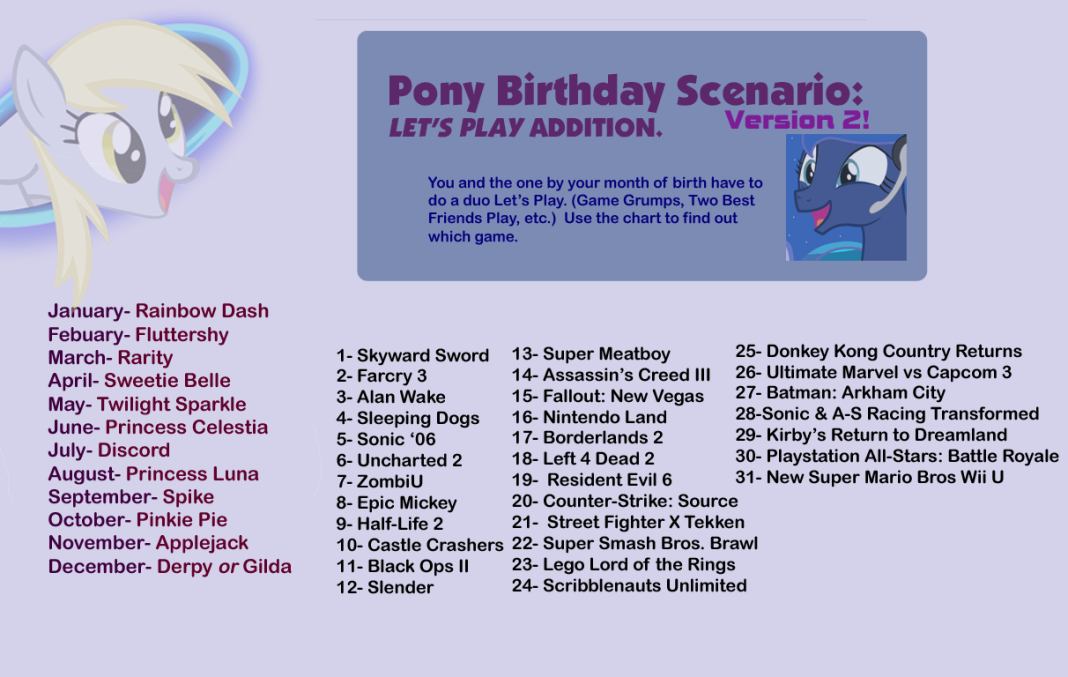 Pony Birthday Scenario:
LET'S PLAY ADDITION.
Version 2!
You and the one by your month of birth have to
do a duo Let's Play. (Game Grumps, Two Best
Friends Play, etc.)  Use the chart to find out
which game.
January- Rainbow Dash
Febuary- Fluttershy
March- Rarity
April- Sweetie Belle
May- Twilight Sparkle
June- Princess Celestia
July- Discord
August- Princess Luna
September- Spike
October- Pinkie Pie
November- Applejack
December- Derpy or Gilda
1- Skyward Sword
2- Farcry 3
3- Alan Wake
4- Sleeping Dogs
5- Sonic ‘06
6- Uncharted 2
7- ZombiU
8- Epic Mickey
9- Half-Life 2
10- Castle Crashers
11- Black Ops II
12- Slender
13- Super Meatboy
14- Assassin's Creed III
15- Fallout: New Vegas
16- Nintendo Land
17- Borderlands 2
18- Left 4 Dead 2
19-  Resident Evil 6
20- Counter-Strike: Source
21-  Street Fighter X Tekken
22- Super Smash Bros. Brawl
23- Lego Lord of the Rings
24- Scribblenauts Unlimited
25- Donkey Kong Country Returns
26- Ultimate Marvel vs Capcom 3
27- Batman: Arkham City
28-Sonic & A-S Racing Transformed
29- Kirby's Return to Dreamland
30- Playstation All-Stars: Battle Royale
31- New Super Mario Bros Wii U